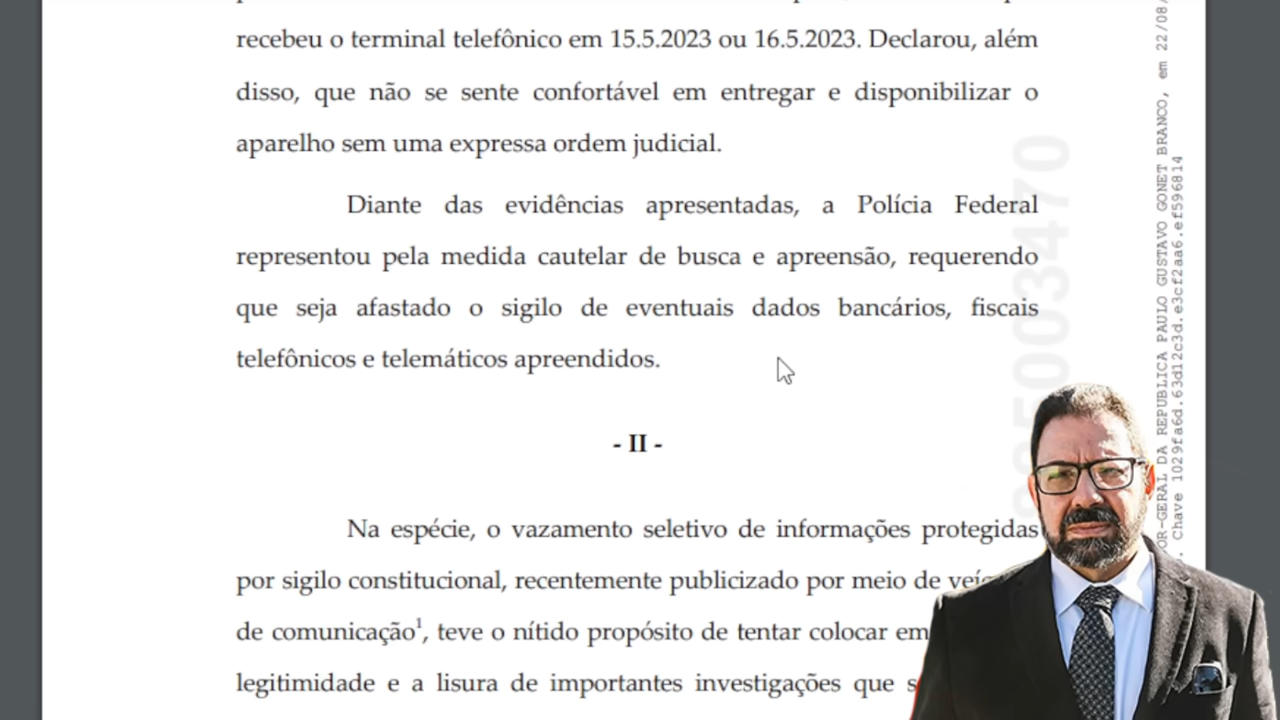 recebeu o terminal telefônico em 15.5.2023 ou 16.5.2023. Declarou, além
disso, que não se sente confortável em entregar e disponibilizar o
aparelho sem uma expressa ordem judicial.
Diante das evidências apresentadas, a Polícia Federal
representou pela medida cautelar de busca e apreensão, requerendo
que seja afastado o sigilo de eventuais dados bancários, fiscais
telefônicos e telemáticos apreendidos.
- II -
Na espécie, o vazamento seletivo de informações protegidas
por sigilo constitucional, recentemente publicizado por meio de
de comunicação¹, teve o nítido propósito de tentar colocar em
legitimidade e a lisura de importantes investigações que
DA REPUBLICA PAULO GUSTAVO GONET BRANCO, em 22/08/
. Chave 1029fa6d.63d12c3d.e3cf2aa6.ef596814